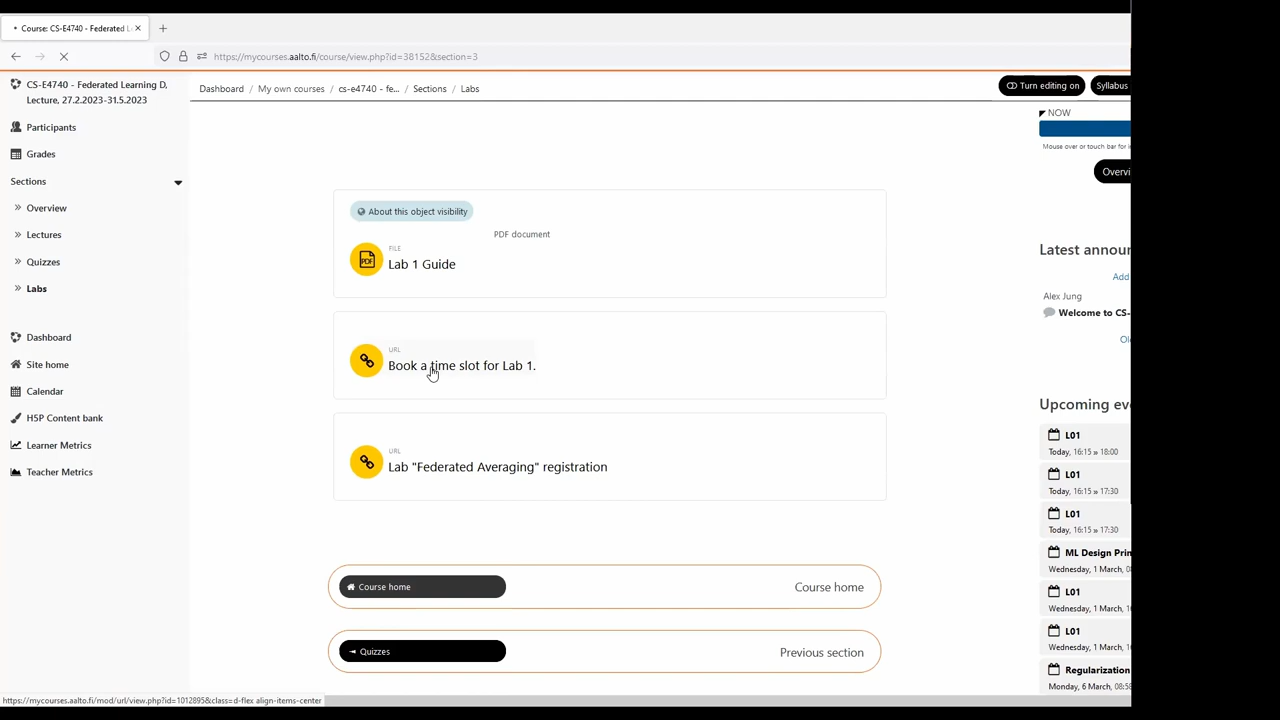 Course: CS-E4740 - Federated L
https://mycourses.aalto.fi/course/view.php?id=38152&section=3
CS-E4740 - Federated Learning D,
Lecture, 27.2.2023-31.5.2023
Participants
Grades
Sections
Overview
Lectures
Quizzes
Labs
Dashboard
Site home
Calendar
H5P Content bank
Learner Metrics
Teacher Metrics
Dashboard / My own courses / cs-e4740 - fe... / Sections / Labs
Turn editing on
Syllabus
About this object visibility
PDF document
FILE
Lab 1 Guide
URL
Book a time slot for Lab 1.
URL
Lab "Federated Averaging" registration
Course home
Course home
Quizzes
Previous section
NOW
Mouse over or touch bar for i
Overvi
Latest annou
Add
Alex Jung
Welcome to CS-
Ol
Upcoming eve
L01
Today, 16:15 » 18:00
L01
Today, 16:15 » 17:30
L01
Today, 16:15 » 17:30
ML Design Prin
Wednesday, 1 March, 0
L01
Wednesday, 1 March, 1
L01
Wednesday, 1 March, 1
Regularization
Monday, 6 March, 08:5
https://mycourses.aalto.fi/mod/url/view.php?id=1012895&class=d-flex align-items-center